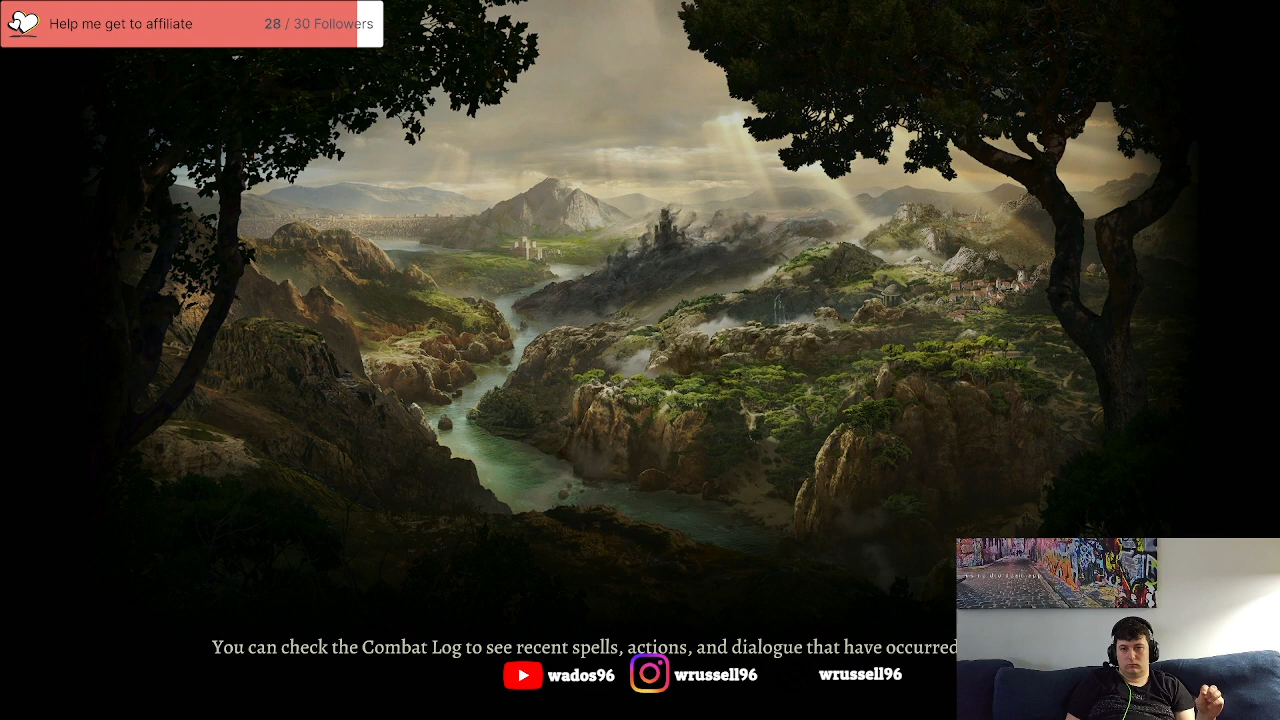 Help me get to affiliate 28 / 30 Followers
You can check the Combat Log to see recent spells, actions, and dialogue that have occurred
wados96 wrussell96 wrussell96